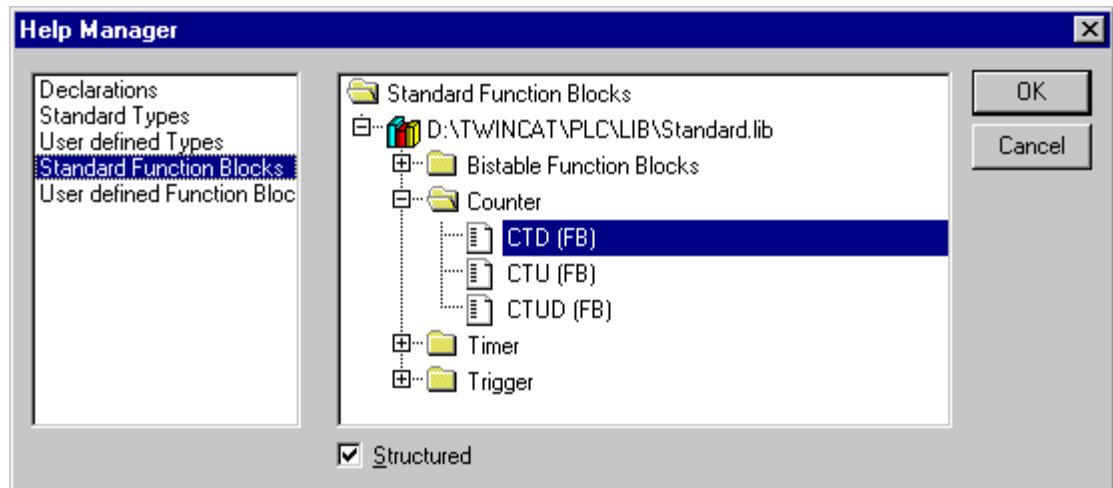 Help Manager
Declarations
Standard Types
User defined Types
Standard Function Blocks
User defined Function Bloc
Standard Function Blocks
D:\TWINCAT\PLC\LIB\Standard.lib
Bistable Function Blocks
Counter
CTD (FB)
CTU (FB)
CTUD (FB)
Timer
Trigger
Structured
OK
Cancel